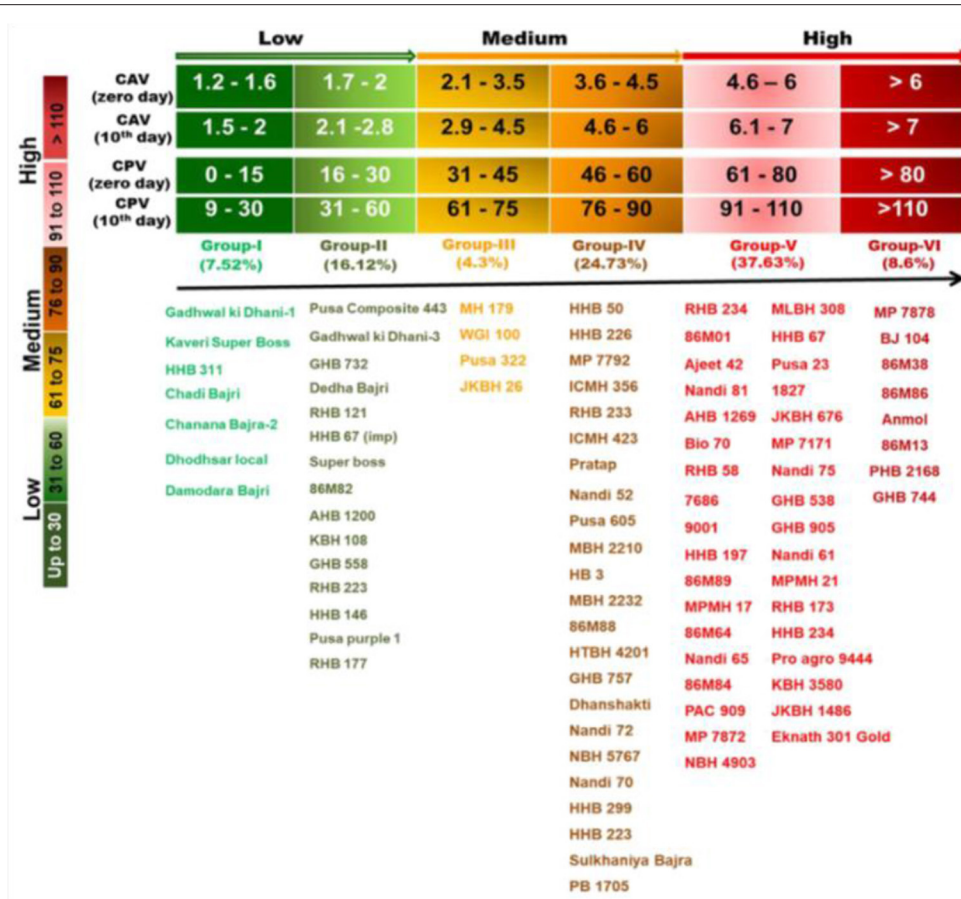 Low Medium High
CAV (zero day) 1.2 - 1.6 1.7 - 2 2.1 - 3.5 3.6 - 4.5 4.6 – 6 > 6
CAV (10th day) 1.5 - 2 2.1 -2.8 2.9 - 4.5 4.6 - 6 6.1 - 7 > 7
CPV (zero day) 0 - 15 16 - 30 31 - 45 46 - 60 61 - 80 > 80
CPV (10th day) 9 - 30 31 - 60 61 - 75 76 - 90 91 - 110 >110
Group-I Group-II Group-III Group-IV Group-V Group-VI
(7.52%) (16.12%) (4.3%) (24.73%) (37.63%) (8.6%)
High
Medium
Low
> 110
91 to 110
76 to 90
61 to 75
31 to 60
Up to 30
Gadhwal ki Dhani-1
Kaveri Super Boss
HHB 311
Chadi Bajri
Chanana Bajra-2
Dhodhsar local
Damodara Bajri
Pusa Composite 443
Gadhwal ki Dhani-3
GHB 732
Dedha Bajri
RHB 121
HHB 67 (imp)
Super boss
86M82
AHB 1200
KBH 108
GHB 558
RHB 223
HHB 146
Pusa purple 1
RHB 177
MH 179
WGI 100
Pusa 322
JKBH 26
HHB 50
HHB 226
MP 7792
ICMH 356
RHB 233
ICMH 423
Pratap
Nandi 52
Pusa 605
MBH 2210
HB 3
MBH 2232
86M88
HTBH 4201
GHB 757
Dhanshakti
Nandi 72
NBH 5767
Nandi 70
HHB 299
HHB 223
Sulkhaniya Bajra
PB 1705
RHB 234
86M01
Ajeet 42
Nandi 81
AHB 1269
Bio 70
RHB 58
7686
9001
HHB 197
86M89
MPMH 17
86M64
Nandi 65
86M84
PAC 909
MP 7872
NBH 4903
MLBH 308
HHB 67
Pusa 23
1827
JKBH 676
MP 7171
Nandi 75
GHB 538
GHB 905
Nandi 61
MPMH 21
RHB 173
HHB 234
Pro agro 9444
KBH 3580
JKBH 1486
Eknath 301 Gold
MP 7878
BJ 104
86M38
86M86
Anmol
86M13
PHB 2168
GHB 744